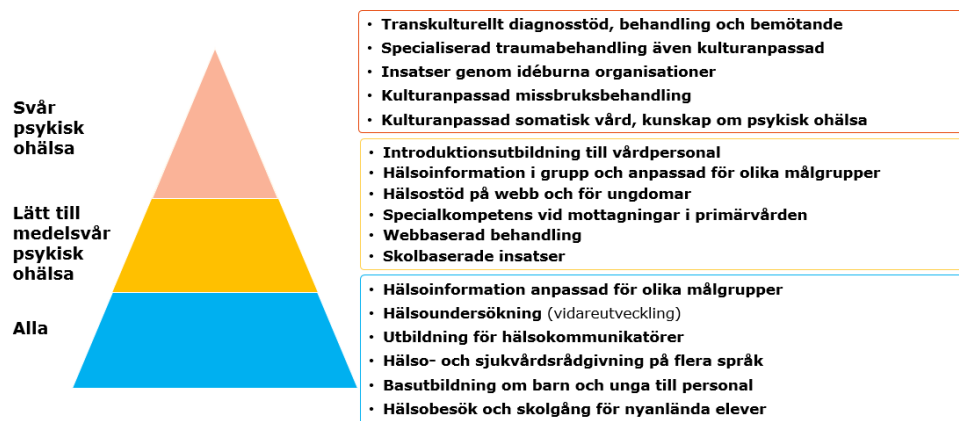 Svår
psykisk
ohälsa
• Transkulturellt diagnosstöd, behandling och bemötande
• Specialiserad traumabehandling även kulturanpassad
• Insatser genom idéburna organisationer
• Kulturanpassad missbruksbehandling
• Kulturanpassad somatisk vård, kunskap om psykisk ohälsa
Lätt till
medelsvår
psykisk
ohälsa
• Introduktionsutbildning till vårdpersonal
• Hälsoinformation i grupp och anpassad för olika målgrupper
• Hälsostöd på webb och för ungdomar
• Specialkompetens vid mottagningar i primärvården
• Webbaserad behandling
• Skolbaserade insatser
Alla
• Hälsoinformation anpassad för olika målgrupper
• Hälsoundersökning (vidareutveckling)
• Utbildning för hälsokommunikatörer
• Hälso- och sjukvårdsrådgivning på flera språk
• Basutbildning om barn och unga till personal
• Hälsobesök och skolgång för nyanlända elever